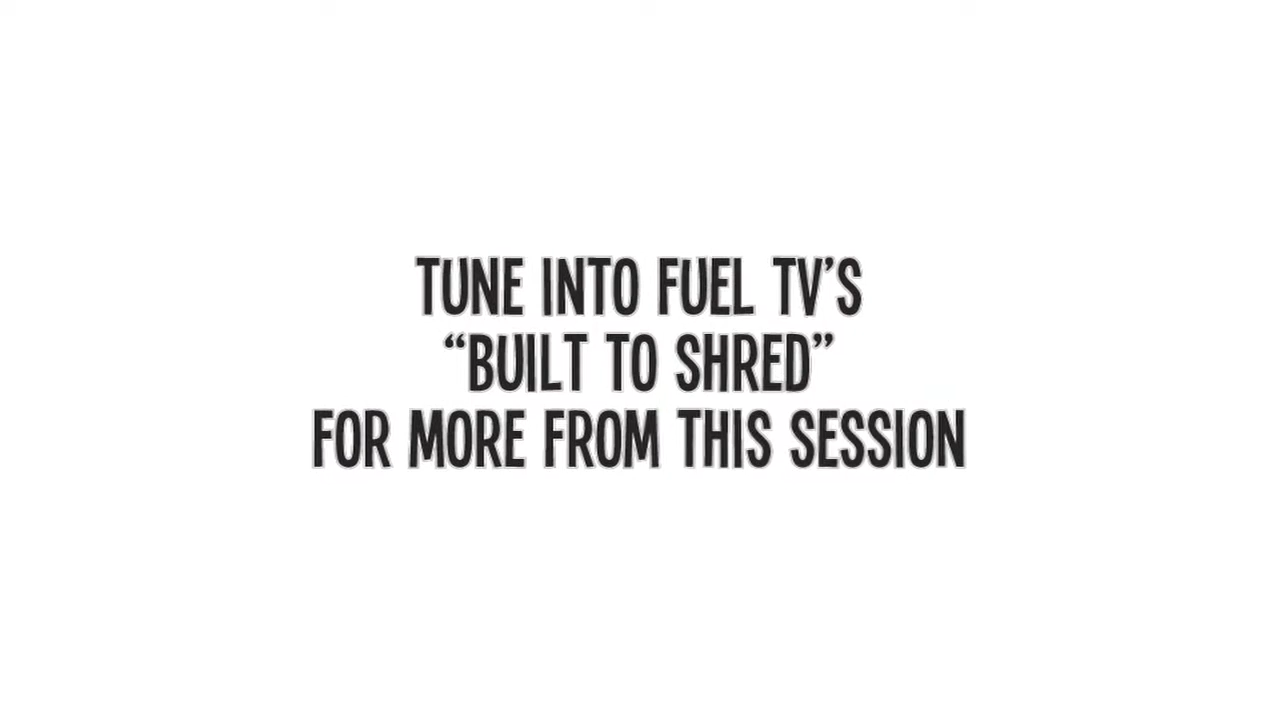 TUNE INTO FUEL TV’S
“BUILT TO SHRED”
FOR MORE FROM THIS SESSION